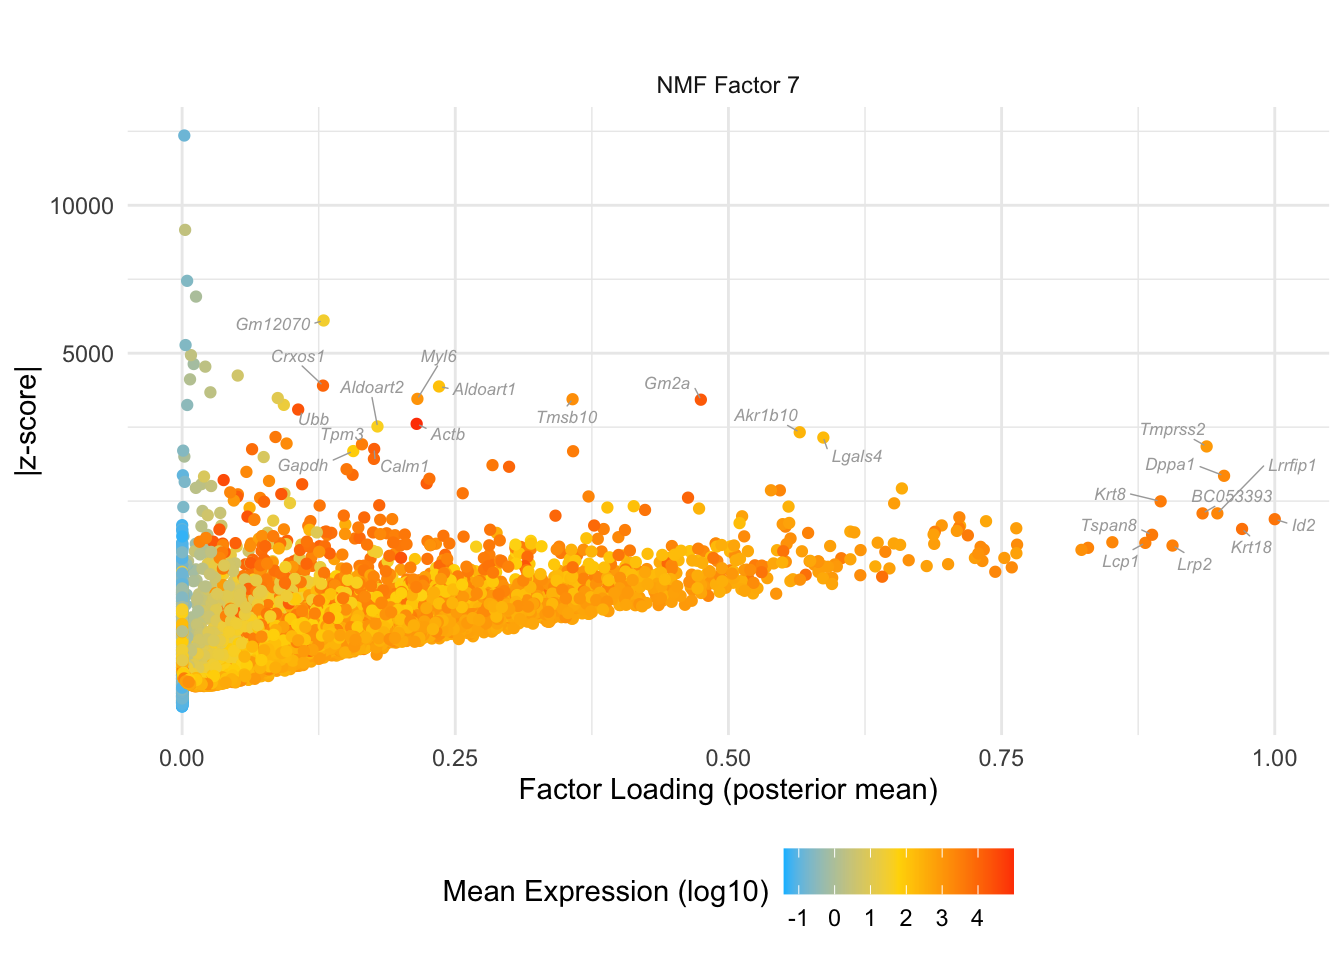 NMF Factor 7
|z-score|
10000
5000
Gm12070
Crxos1
Myl6
Aldoart2
Aldoart1
Gm2a
Ubb
Tmsb10
Akr1b10
Tpm3
Actb
Tmprss2
Gapdh
Calm1
Lgals4
Dppa1
Lrrfip1
Krt8
BC053393
Tspan8
Id2
Krt18
Lcp1
Lrp2
0.00
0.25
0.50
0.75
1.00
Factor Loading (posterior mean)
Mean Expression (log10)
-1 0 1 2 3 4